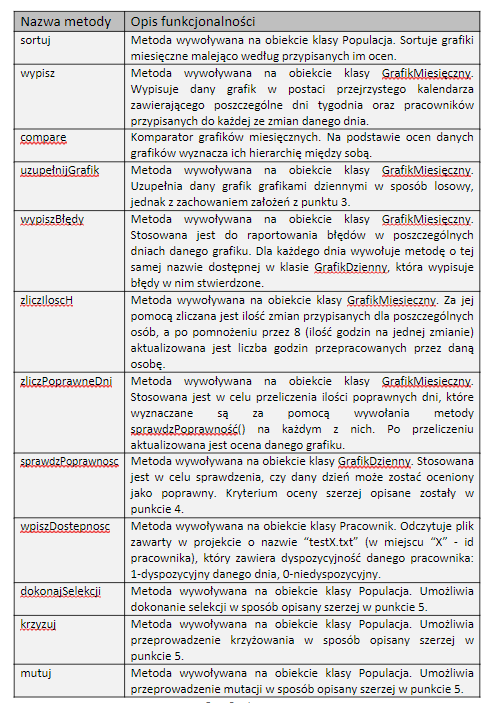 Nazwa metody Opis funkcjonalności
sortuj Metoda wywoływana na obiekcie klasy Populacja. Sortuje grafiki
miesięczne malejąco według przypisanych im ocen.
wypisz Metoda wywoływana na obiekcie klasy GrafikMiesięczny.
Wypisuje dany grafik w postaci przejrzystego kalendarza
zawierającego poszczególne dni tygodnia oraz pracowników
przypisanych do każdej ze zmian danego dnia.
compare Komparator grafików miesięcznych. Na podstawie ocen danych
grafików wyznacza ich hierarchię między sobą.
uzupełnijGrafik Metoda wywoływana na obiekcie klasy GrafikMiesięczny.
Uzupełnia dany grafik grafikami dziennymi w sposób losowy,
jednak z zachowaniem założeń z punktu 3.
wypiszBłędy Metoda wywoływana na obiekcie klasy GrafikMiesięczny.
Stosowana jest do raportowania błędów w poszczególnych
dniach danego grafiku. Dla każdego dnia wywołuje metodę o tej
samej nazwie dostępnej w klasie GrafikDzienny, która wypisuje
błędy w nim stwierdzone.
zliczIloscH Metoda wywoływana na obiekcie klasy GrafikMiesieczny. Za jej
pomocą zliczana jest ilość zmian przypisanych dla poszczególnych
osób, a po pomnożeniu przez 8 (ilość godzin na jednej zmianie)
aktualizowana jest liczba godzin przepracowanych przez daną
osobę.
zliczPoprawneDni Metoda wywoływana na obiekcie klasy GrafikMiesieczny.
Stosowana jest w celu przeliczenia ilości poprawnych dni, które
wyznaczane są za pomocą wywołania metody
sprawdzPoprawność() na każdym z nich. Po przeliczeniu
aktualizowana jest ocena danego grafiku.
sprawdzPoprawnosc Metoda wywoływana na obiekcie klasy GrafikDzienny. Stosowana
jest w celu sprawdzenia, czy dany dzień może zostać oceniony
jako poprawny. Kryterium oceny szerzej opisane zostały w
punkcie 4.
wpiszDostepnosc Metoda wywoływana na obiekcie klasy Pracownik. Odczytuje plik
zawarty w projekcie o nazwie “testX.txt” (w miejscu “X” - id
pracownika), który zawiera dyspozycyjność danego pracownika:
1-dyspozycyjny danego dnia, 0-niedyspozycyjny.
dokonajSelekcji Metoda wywoływana na obiekcie klasy Populacja. Umożliwia
dokonanie selekcji w sposób opisany szerzej w punkcie 5.
krzyzuj Metoda wywoływana na obiekcie klasy Populacja. Umożliwia
przeprowadzenie krzyżowania w sposób opisany szerzej w
punkcie 5.
mutuj Metoda wywoływana na obiekcie klasy Populacja. Umożliwia
przeprowadzenie mutacji w sposób opisany szerzej w punkcie 5.